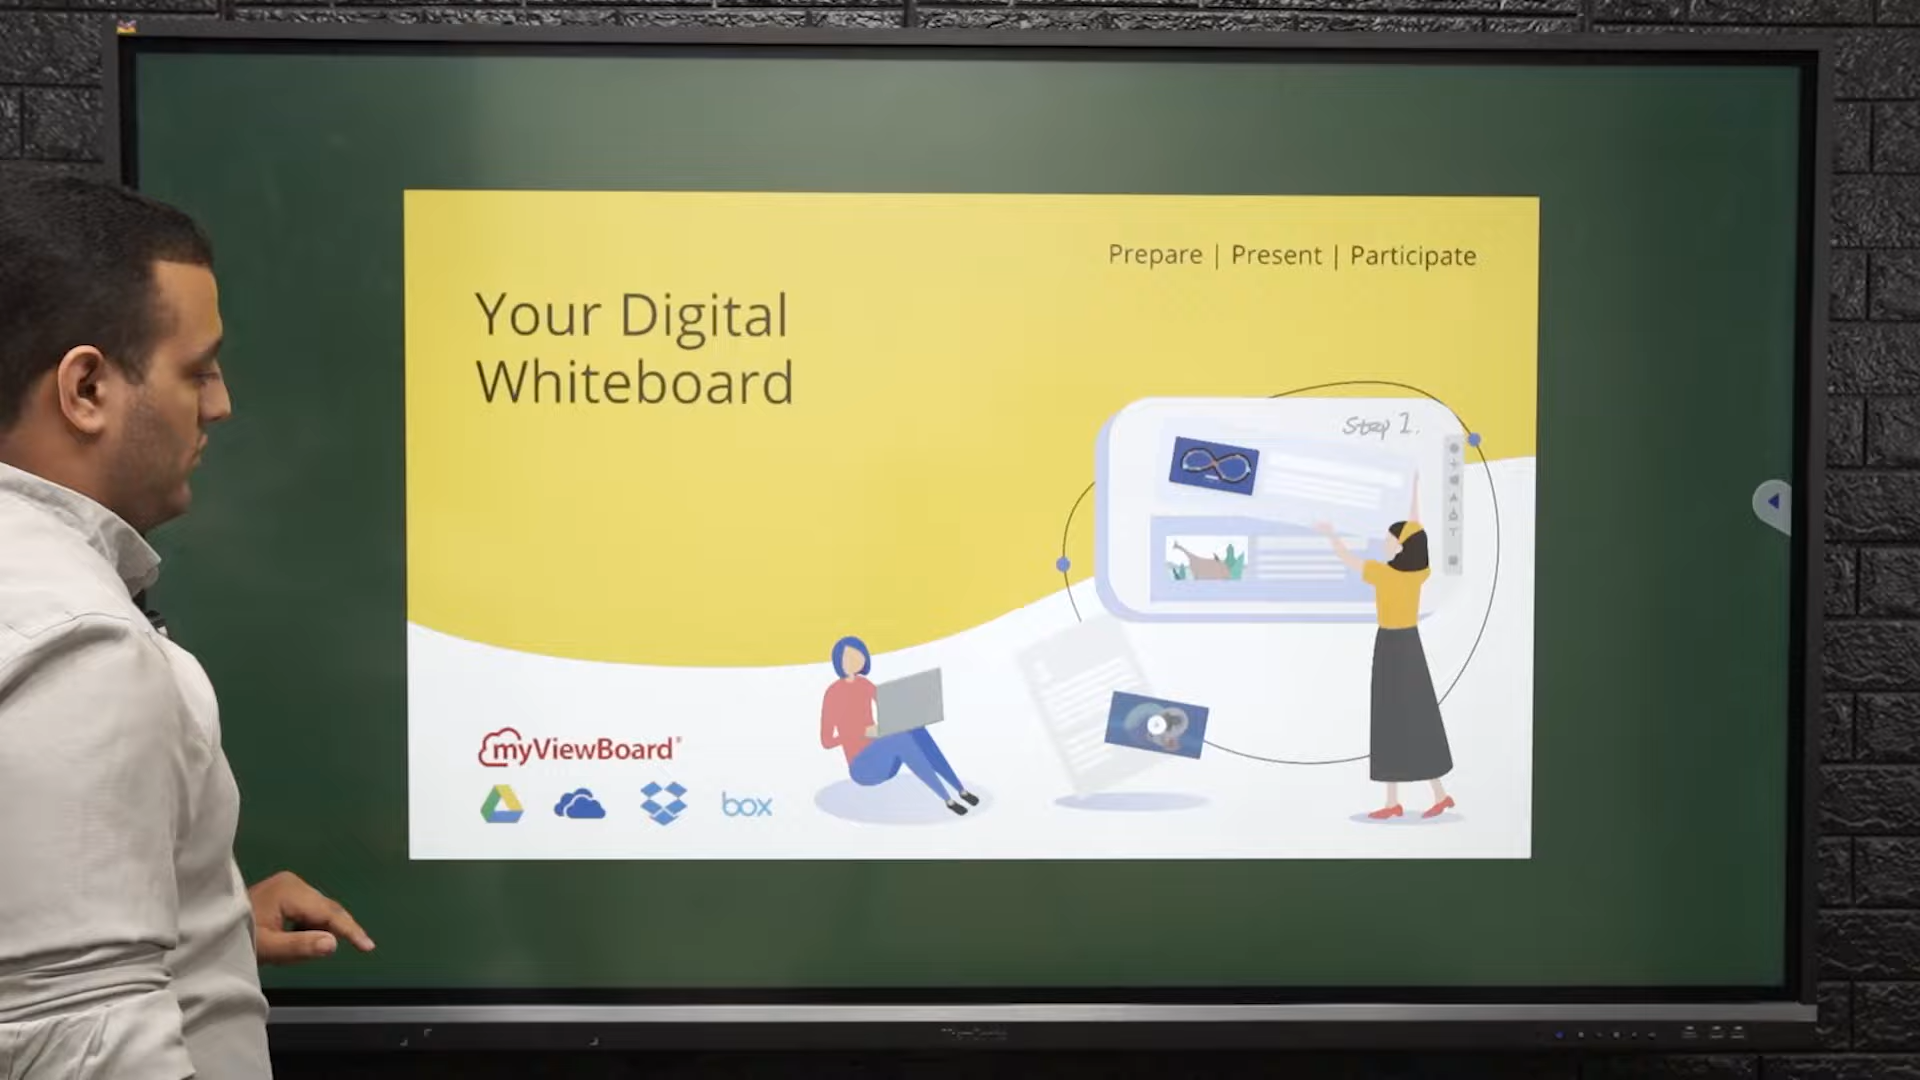 Prepare | Present | Participate
Your Digital
Whiteboard
Step 1.
myViewBoard®
box